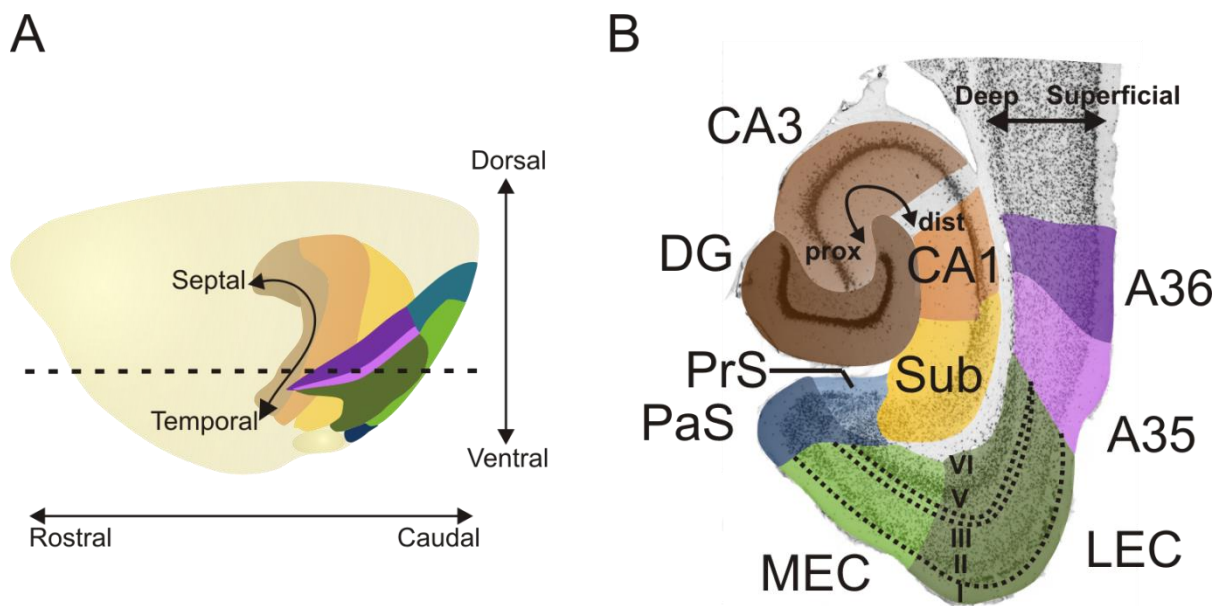 A
Dorsal
Septal
Temporal
Ventral
Rostral
Caudal
B
Deep
Superficial
CA3
dist
prox
DG
CA1
A36
PrS
Sub
PaS
A35
VI
V
III
II
I
MEC
LEC